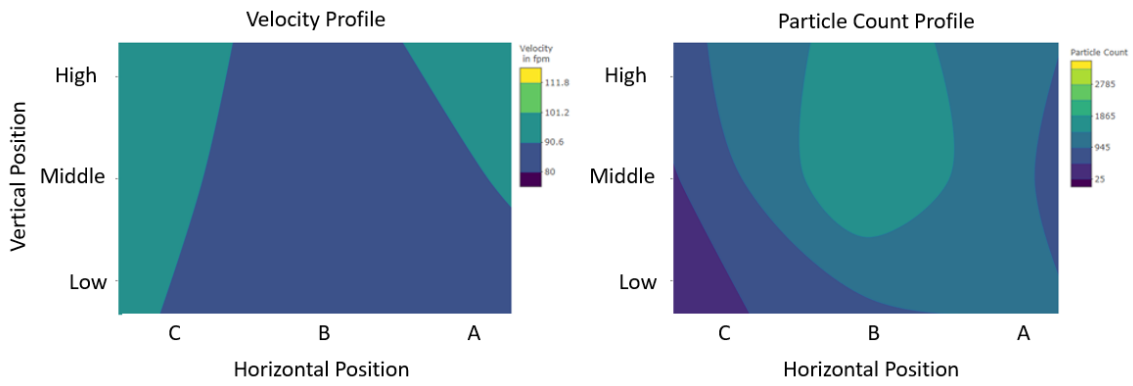 Velocity Profile
Vertical Position
High
Middle
Low
C B A
Horizontal Position
Velocity
in fpm
111.8
101.2
90.6
80
Particle Count Profile
High
Middle
Low
C B A
Horizontal Position
Particle Count
2785
1865
945
25